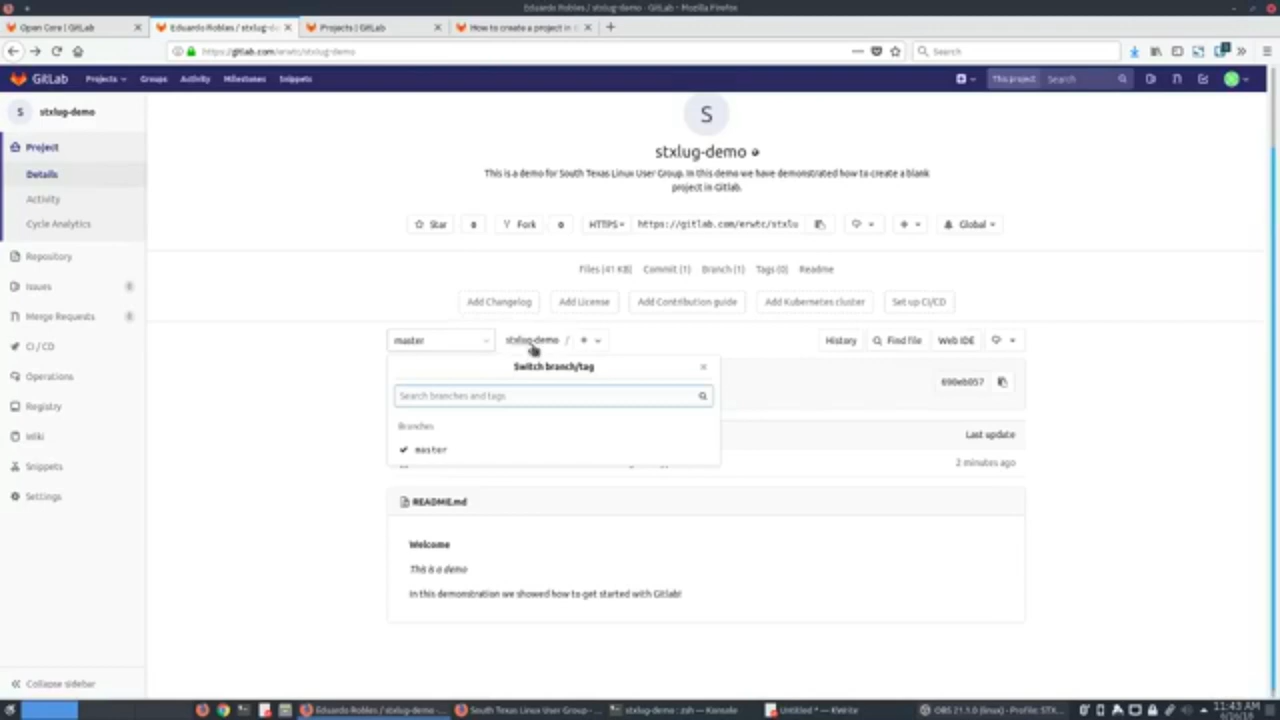 Eduardo Robles / stxlug-demo · GitLab - Mozilla Firefox
Open Core | GitLab
Eduardo Robles / stxlug-d
Projects | GitLab
How to create a project in
https://gitlab.com/erwtc/stxlug-demo
Search
GitLab
Projects
Groups
Activity
Milestones
Snippets
This project
Search
S
stxlug-demo
Project
Details
Activity
Cycle Analytics
Repository
Issues
0
Merge Requests
0
CI / CD
Operations
Registry
Wiki
Snippets
Settings
Collapse sidebar
S
stxlug-demo
This is a demo for South Texas Linux User Group. In this demo we have demonstrated how to create a blank
project in Gitlab.
Star 0 Fork 0 HTTPS https://gitlab.com/erwtc/stxlu Global
Files (41 KB) Commit (1) Branch (1) Tags (0) Readme
Add Changelog Add License Add Contribution guide Add Kubernetes cluster Set up CI/CD
master stxlug-demo / + History Find file Web IDE
Switch branch/tag
690eb057
Search branches and tags
Branches
Last update
master
2 minutes ago
README.md
Welcome
This is a demo
In this demonstration we showed how to get started with Gitlab!
Eduardo Robles / stxlug-demo ·...
South Texas Linux User Group -...
stxlug-demo : zsh — Konsole
Untitled * — KWrite
OBS 21.1.0 (linux) - Profile: STX...
11:43 AM